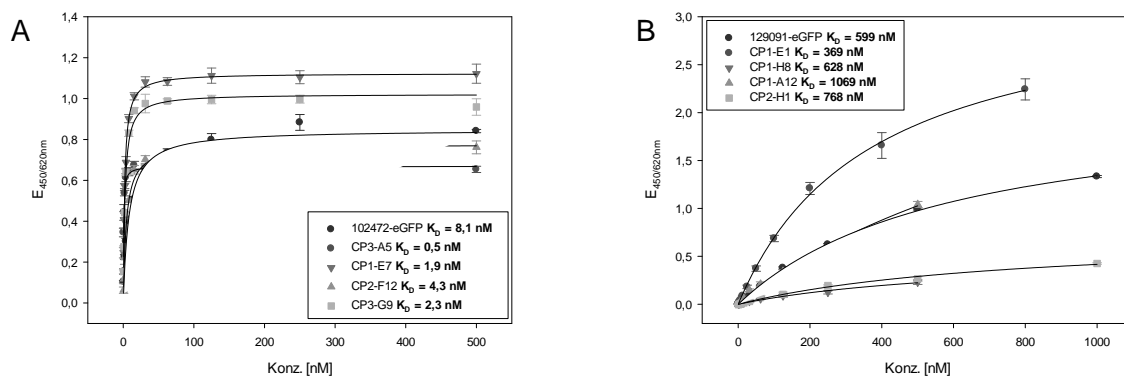 A
E450/620nm
1,4
1,2
1,0
0,8
0,6
0,4
0,2
0,0
102472-eGFP KD = 8,1 nM
CP3-A5 KD = 0,5 nM
CP1-E7 KD = 1,9 nM
CP2-F12 KD = 4,3 nM
CP3-G9 KD = 2,3 nM
0 100 200 300 400 500
Konz. [nM]
B
E450/620nm
3,0
2,5
2,0
1,5
1,0
0,5
0,0
129091-eGFP KD = 599 nM
CP1-E1 KD = 369 nM
CP1-H8 KD = 628 nM
CP1-A12 KD = 1069 nM
CP2-H1 KD = 768 nM
0 200 400 600 800 1000
Konz. [nM]